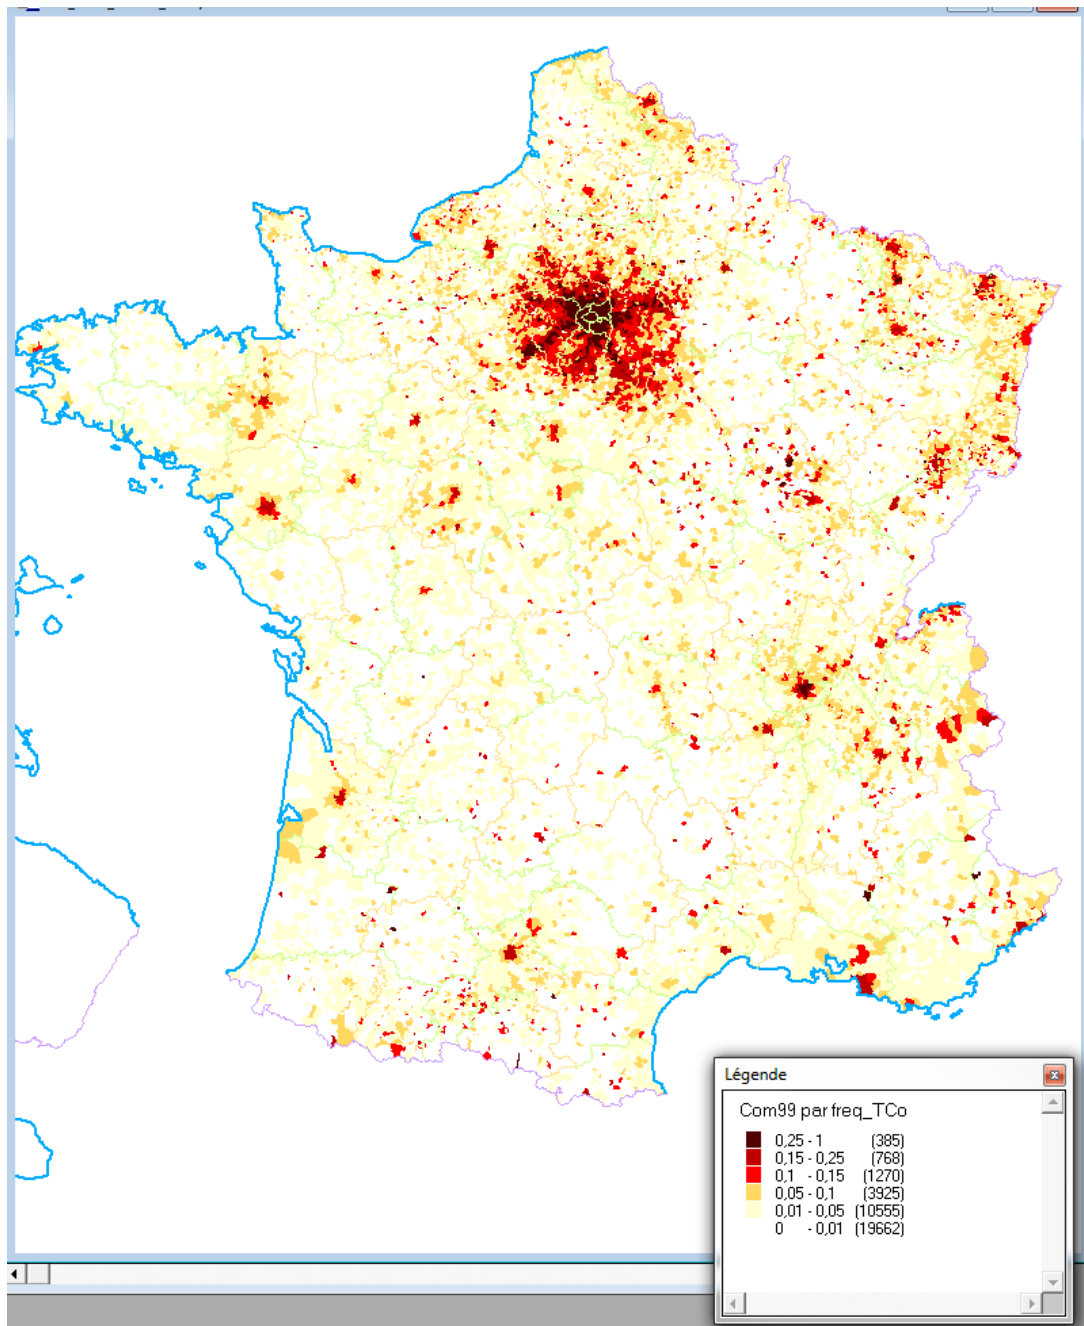 Légende
Com99 par freq_TCo
0,25 - 1 (385)
0,15 - 0,25 (768)
0,1 - 0,15 (1270)
0,05 - 0,1 (3925)
0,01 - 0,05 (10555)
0 - 0,01 (19662)